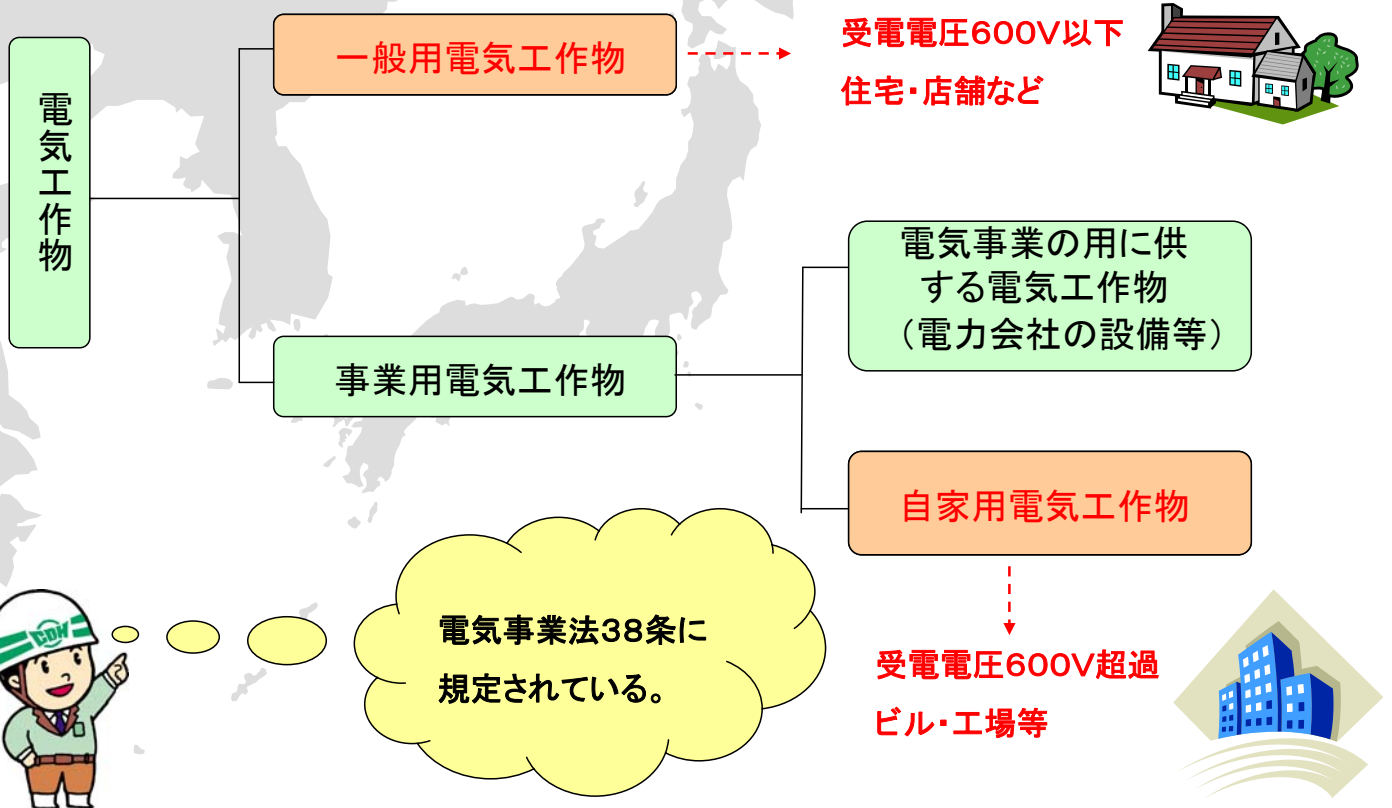 電気工作物
一般用電気工作物
受電電圧600V以下
住宅・店舗など
事業用電気工作物
電気事業の用に供
する電気工作物
（電力会社の設備等）
自家用電気工作物
受電電圧600V超過
ビル・工場等
電気事業法38条に
規定されている。
CDH